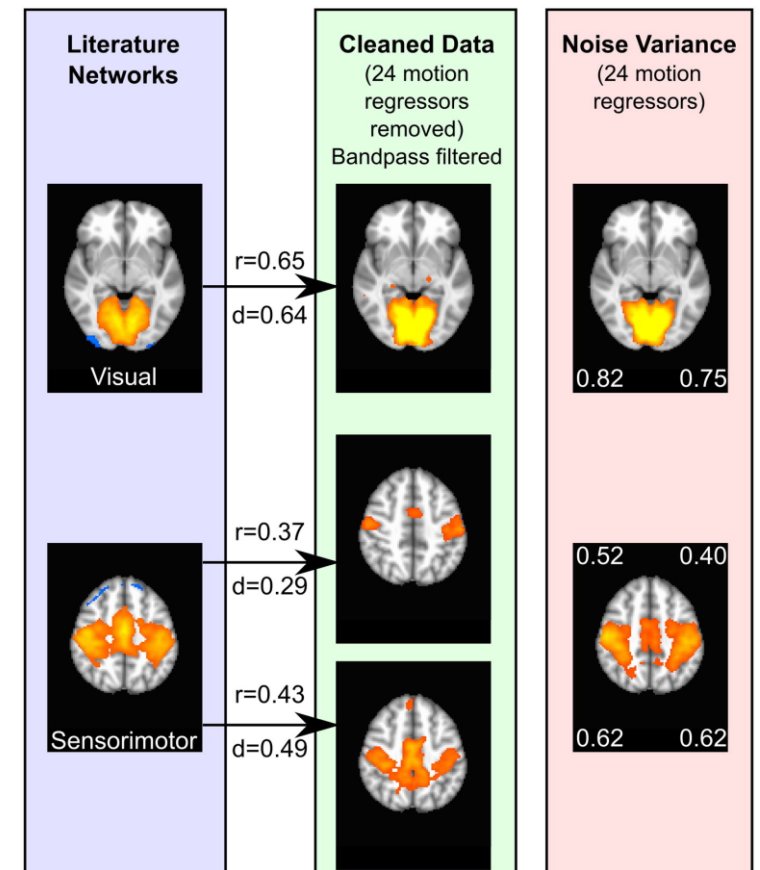 Literature
Networks
Cleaned Data
(24 motion
regressors
removed)
Bandpass filtered
Noise Variance
(24 motion
regressors)
r=0.65
d=0.64
Visual
0.82 0.75
r=0.37
d=0.29
0.52 0.40
r=0.43
d=0.49
Sensorimotor
0.62 0.62